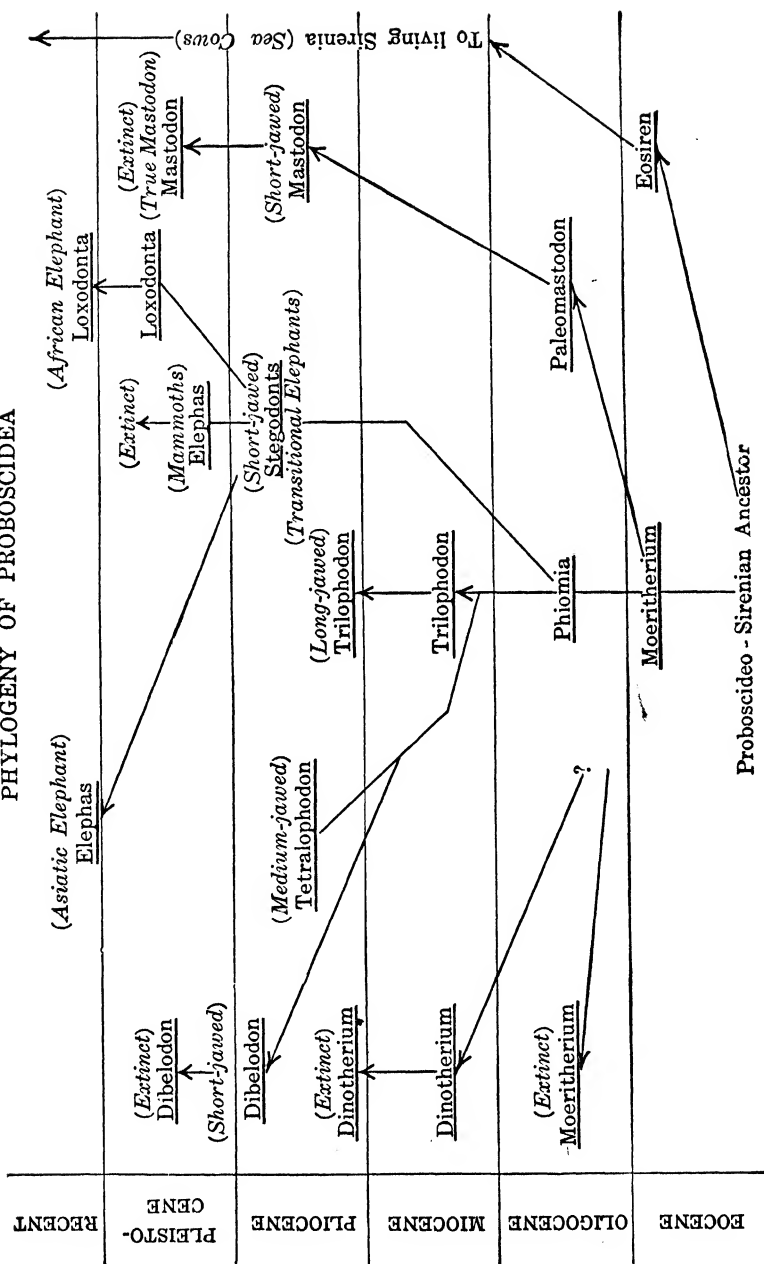 PHYLOGENY OF PROBOSCIDEA
RECENT
(Asiatic Elephant)
Elephas
(African Elephant)
Loxodonta
PLEISTO-
CENE
(Extinct)
Dibelodon
(Short-jawed)
(Extinct)
(Mammoths)
Elephas
Loxodonta
(Extinct)
(True Mastodon)
Mastodon
PLIOCENE
Dibelodon
(Extinct)
Dinotherium
(Medium-jawed)
Tetralophodon
(Long-jawed)
Trilophodon
(Short-jawed)
Stegodonts
(Transitional Elephants)
(Short-jawed)
Mastodon
To living Sirenia (Sea Cows)
MIOCENE
Dinotherium
Trilophodon
OLIGOCENE
(Extinct)
Moeritherium
?
Phiomia
Paleomastodon
EOCENE
Moeritherium
Eosiren
Proboscideo - Sirenian Ancestor